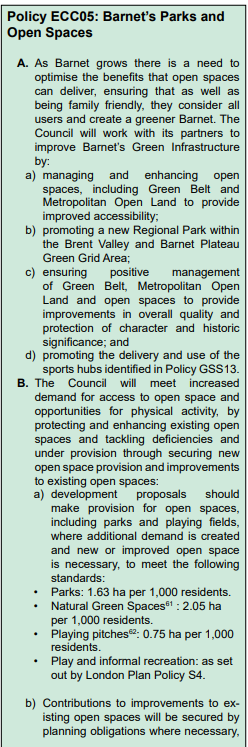 Policy ECC05: Barnet's Parks and
Open Spaces
A. As Barnet grows there is a need to
optimise the benefits that open spaces
can deliver, ensuring that as well as
being family friendly, they consider all
users and create a greener Barnet. The
Council will work with its partners to
improve Barnet's Green Infrastructure
by:
a) managing and enhancing open
spaces, including Green Belt and
Metropolitan Open Land to provide
improved accessibility;
b) promoting a new Regional Park within
the Brent Valley and Barnet Plateau
Green Grid Area;
c) ensuring positive management
of Green Belt, Metropolitan Open
Land and open spaces to provide
improvements in overall quality and
protection of character and historic
significance; and
d) promoting the delivery and use of the
sports hubs identified in Policy GSS13.
B. The Council will meet increased
demand for access to open space and
opportunities for physical activity, by
protecting and enhancing existing open
spaces and tackling deficiencies and
under provision through securing new
open space provision and improvements
to existing open spaces:
a) development proposals should
make provision for open spaces,
including parks and playing fields,
where additional demand is created
and new or improved open space
is necessary, to meet the following
standards:
• Parks: 1.63 ha per 1,000 residents.
• Natural Green Spaces61 : 2.05 ha
per 1,000 residents.
• Playing pitches62: 0.75 ha per 1,000
residents.
• Play and informal recreation: as set
out by London Plan Policy S4.
b) Contributions to improvements to ex-
isting open spaces will be secured by
planning obligations where necessary,